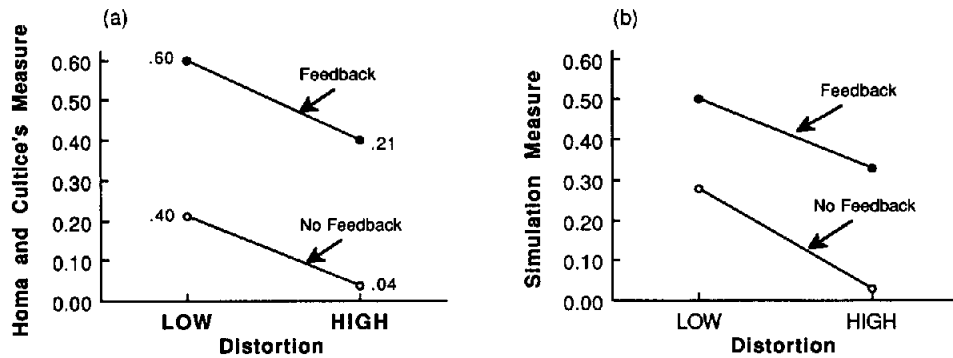 (a)
Homa and Cultice's Measure
0.60
0.50
0.40
0.30
0.20
0.10
0.00
.60
Feedback
.21
.40
No Feedback
.04
LOW HIGH
Distortion
(b)
Simulation Measure
0.60
0.50
0.40
0.30
0.20
0.10
0.00
Feedback
No Feedback
LOW HIGH
Distortion